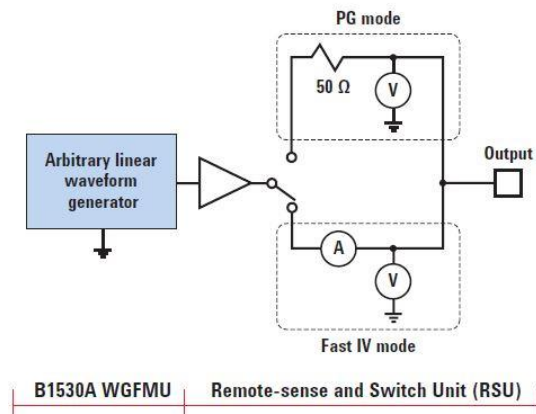 PG mode
50 Ω
V
Arbitrary linear
waveform
generator
Output
A
V
Fast IV mode
B1530A WGFMU
Remote-sense and Switch Unit (RSU)